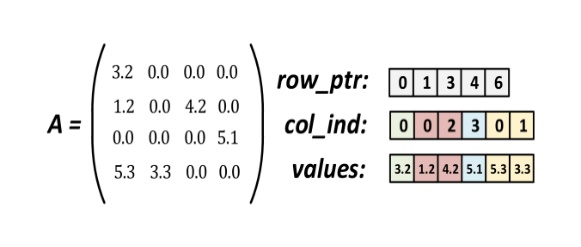 A =
3.2 0.0 0.0 0.0
1.2 0.0 4.2 0.0
0.0 0.0 0.0 5.1
5.3 3.3 0.0 0.0
row_ptr: 0 1 3 4 6
col_ind: 0 0 2 3 0 1
values: 3.2 1.2 4.2 5.1 5.3 3.3